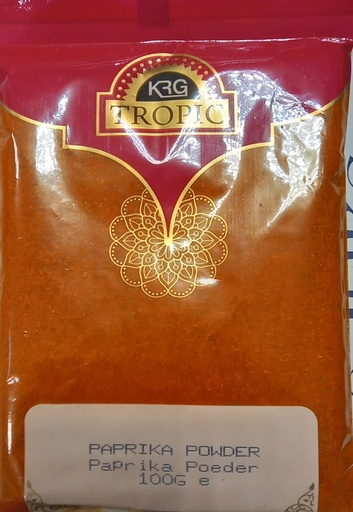 KRG
TROPIC
PAPRIKA POWDER
Paprika Poeder
100G e